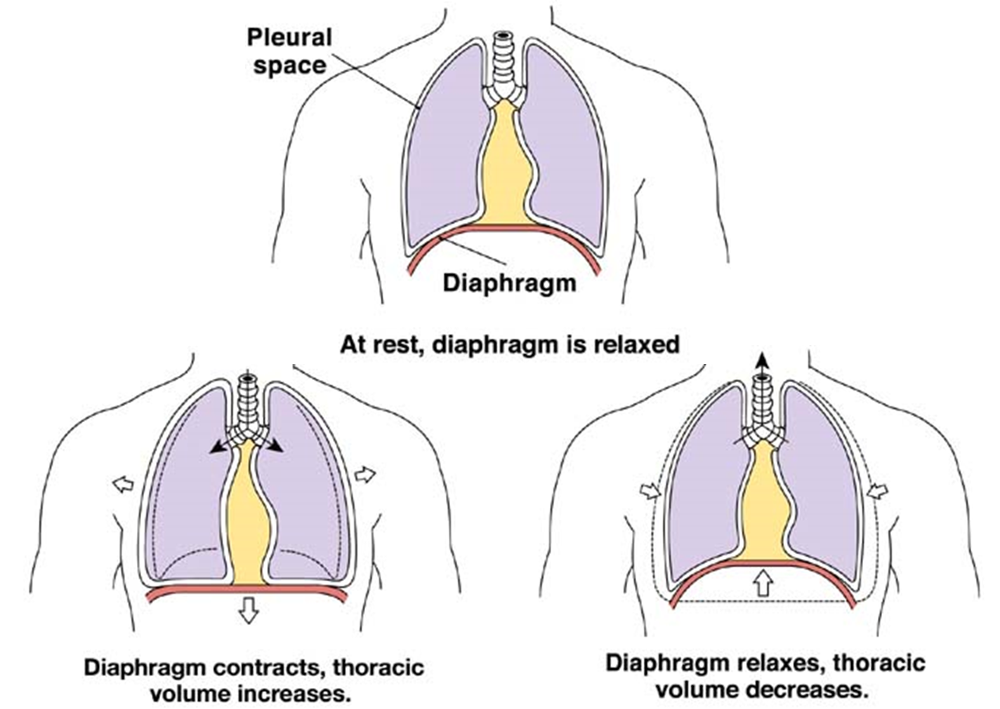 Pleural
space
Diaphragm
At rest, diaphragm is relaxed
Diaphragm contracts, thoracic
volume increases.
Diaphragm relaxes, thoracic
volume decreases.